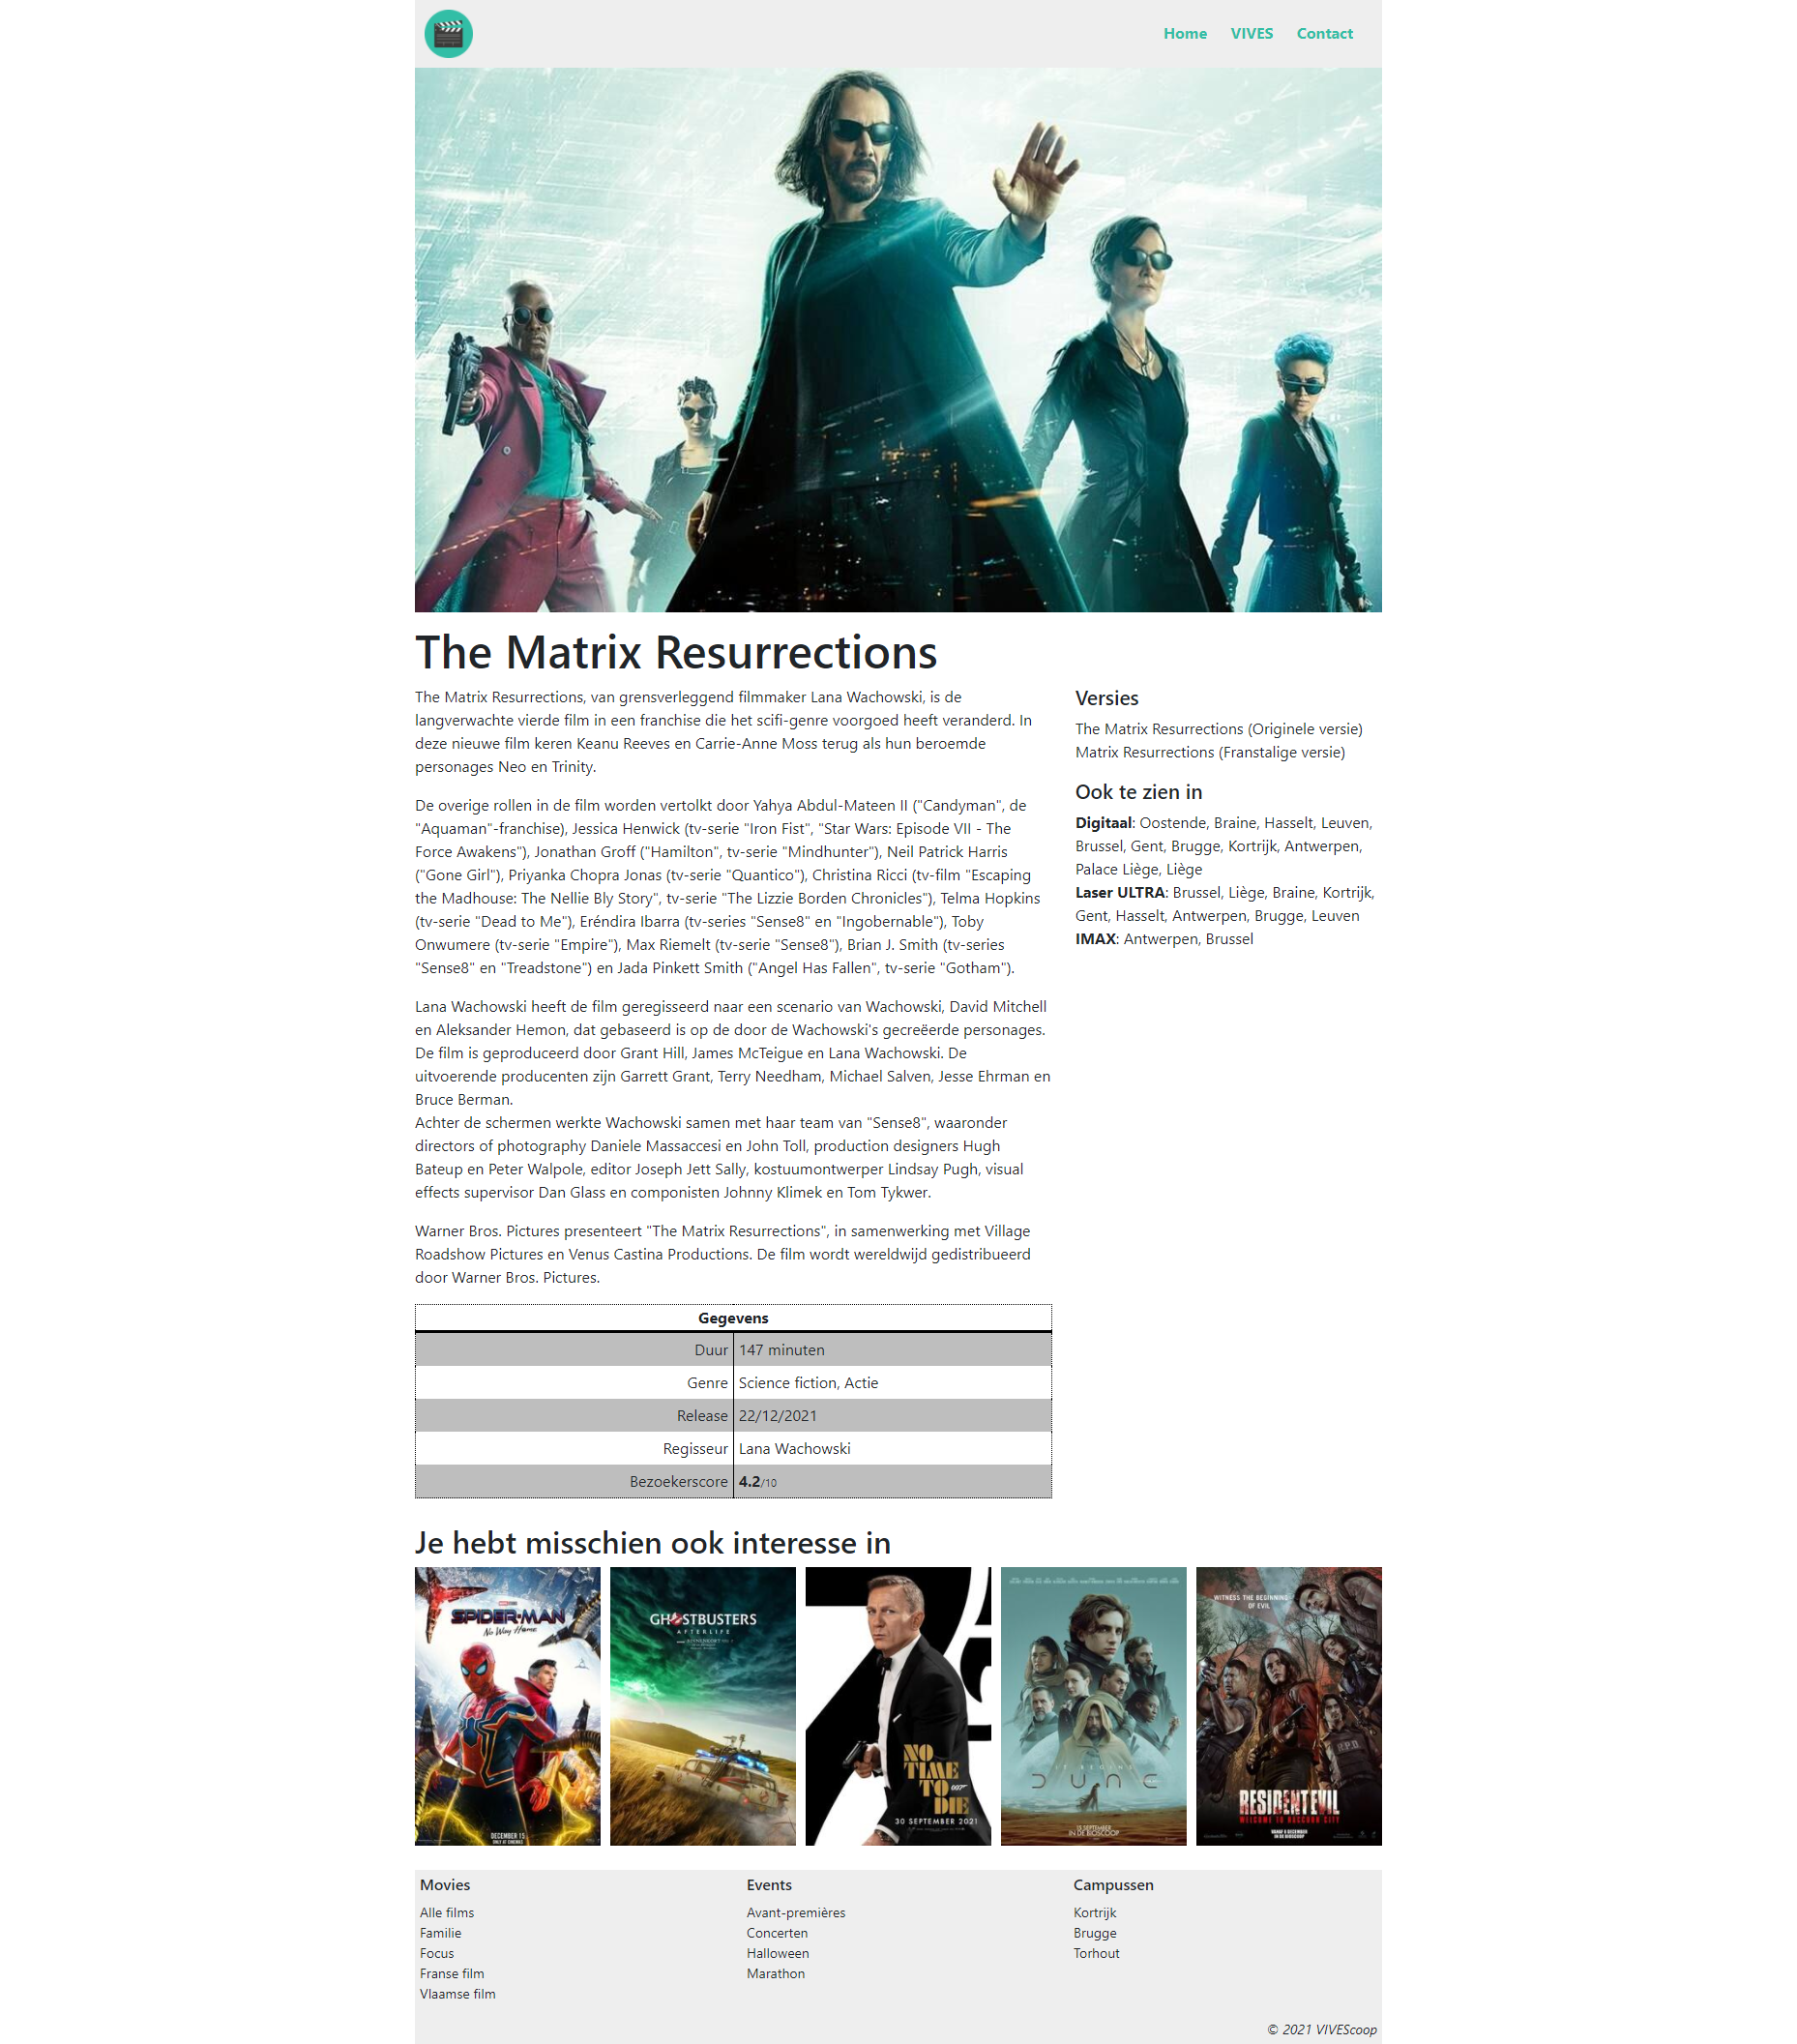 Home VIVES Contact
The Matrix Resurrections
The Matrix Resurrections, van grensverleggend filmmaker Lana Wachowski, is de
langverwachte vierde film in een franchise die het scifi-genre voorgoed heeft veranderd. In
deze nieuwe film keren Keanu Reeves en Carrie-Anne Moss terug als hun beroemde
personages Neo en Trinity.
De overige rollen in de film worden vertolkt door Yahya Abdul-Mateen II ("Candyman", de
"Aquaman"-franchise), Jessica Henwick (tv-serie "Iron Fist", "Star Wars: Episode VII - The
Force Awakens"), Jonathan Groff ("Hamilton", tv-serie "Mindhunter"), Neil Patrick Harris
("Gone Girl"), Priyanka Chopra Jonas (tv-serie "Quantico"), Christina Ricci (tv-film "Escaping
the Madhouse: The Nellie Bly Story", tv-serie "The Lizzie Borden Chronicles"), Telma Hopkins
(tv-serie "Dead to Me"), Eréndira Ibarra (tv-series "Sense8" en "Ingobernable"), Toby
Onwumere (tv-serie "Empire"), Max Riemelt (tv-serie "Sense8"), Brian J. Smith (tv-series
"Sense8" en "Treadstone") en Jada Pinkett Smith ("Angel Has Fallen", tv-serie "Gotham").
Lana Wachowski heeft de film geregisseerd naar een scenario van Wachowski, David Mitchell
en Aleksander Hemon, dat gebaseerd is op de door de Wachowski's gecreëerde personages.
De film is geproduceerd door Grant Hill, James McTeigue en Lana Wachowski. De
uitvoerende producenten zijn Garrett Grant, Terry Needham, Michael Salven, Jesse Ehrman en
Bruce Berman.
Achter de schermen werkte Wachowski samen met haar team van "Sense8", waaronder
directors of photography Daniele Massaccesi en John Toll, production designers Hugh
Bateup en Peter Walpole, editor Joseph Jett Sally, kostuumontwerper Lindsay Pugh, visual
effects supervisor Dan Glass en componisten Johnny Klimek en Tom Tykwer.
Warner Bros. Pictures presenteert "The Matrix Resurrections", in samenwerking met Village
Roadshow Pictures en Venus Castina Productions. De film wordt wereldwijd gedistribueerd
door Warner Bros. Pictures.
Versies
The Matrix Resurrections (Originele versie)
Matrix Resurrections (Franstalige versie)
Ook te zien in
Digitaal: Oostende, Braine, Hasselt, Leuven,
Brussel, Gent, Brugge, Kortrijk, Antwerpen,
Palace Liège, Liège
Laser ULTRA: Brussel, Liège, Braine, Kortrijk,
Gent, Hasselt, Antwerpen, Brugge, Leuven
IMAX: Antwerpen, Brussel
Gegevens
Duur 147 minuten
Genre Science fiction, Actie
Release 22/12/2021
Regisseur Lana Wachowski
Bezoekerscore 4.2/10
Je hebt misschien ook interesse in
SPIDER-MAN
No Way Home
DECEMBER 15
ONLY AT CINEMAS
GHOSTBUSTERS
AFTERLIFE
NO
TIME
TO 007
DIE
30 SEPTEMBER 2021
IT BEGINS
DUNE
15 SEPTEMBER
IN DE BIOSCOOP
WITNESS THE BEGINNING
OF EVIL
R.P.D.
RESIDENT EVIL
WELCOME TO RACCOON CITY
IN DE BIOSCOOP
Movies
Alle films
Familie
Focus
Franse film
Vlaamse film
Events
Avant-premières
Concerten
Halloween
Marathon
Campussen
Kortrijk
Brugge
Torhout
© 2021 VIVEScoop